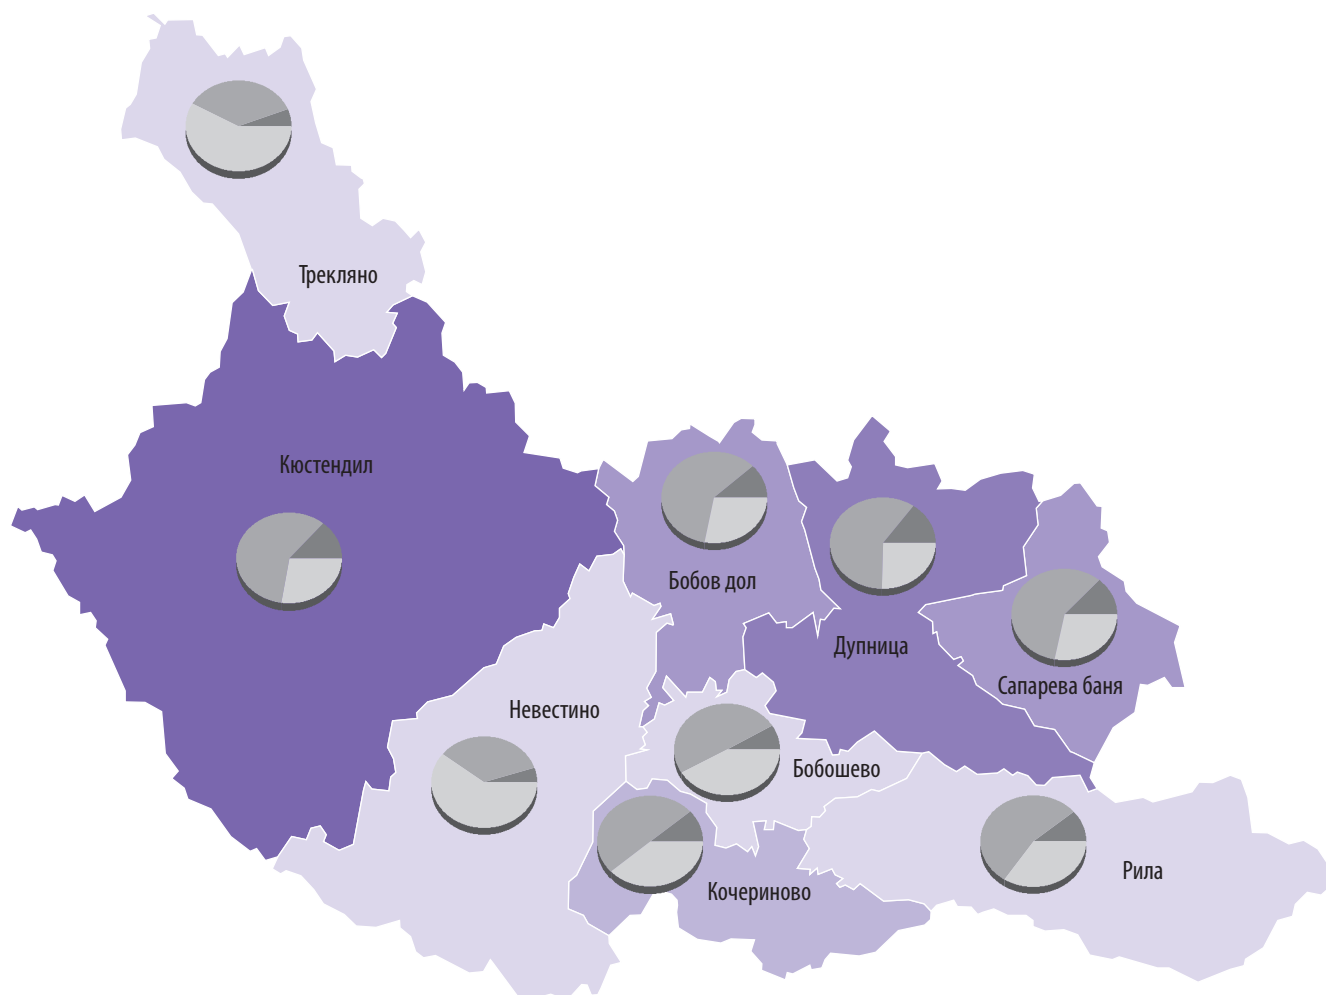 Трекляно
Кюстендил
Бобов дол
Дупница
Сапарева баня
Невестино
Бобошево
Рила
Кочериново